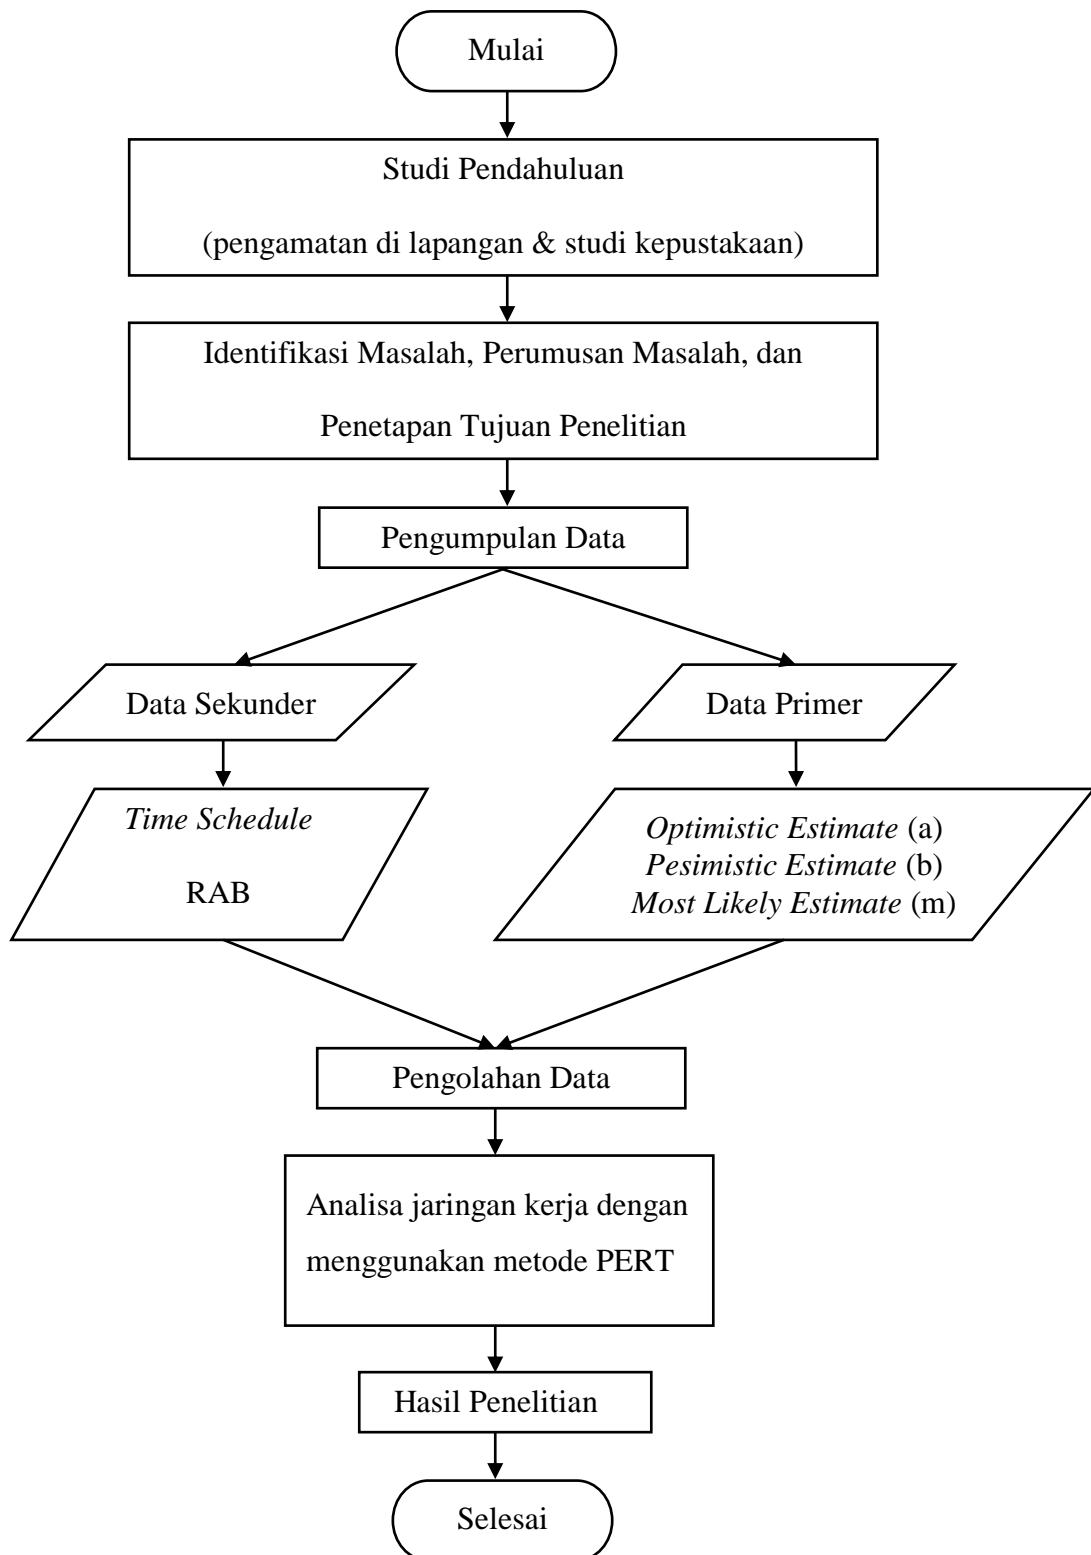 Mulai
Studi Pendahuluan
(pengamatan di lapangan & studi kepustakaan)
Identifikasi Masalah, Perumusan Masalah, dan
Penetapan Tujuan Penelitian
Pengumpulan Data
Data Sekunder
Data Primer
Time Schedule
RAB
Optimistic Estimate (a)
Pesimistic Estimate (b)
Most Likely Estimate (m)
Pengolahan Data
Analisa jaringan kerja dengan
menggunakan metode PERT
Hasil Penelitian
Selesai